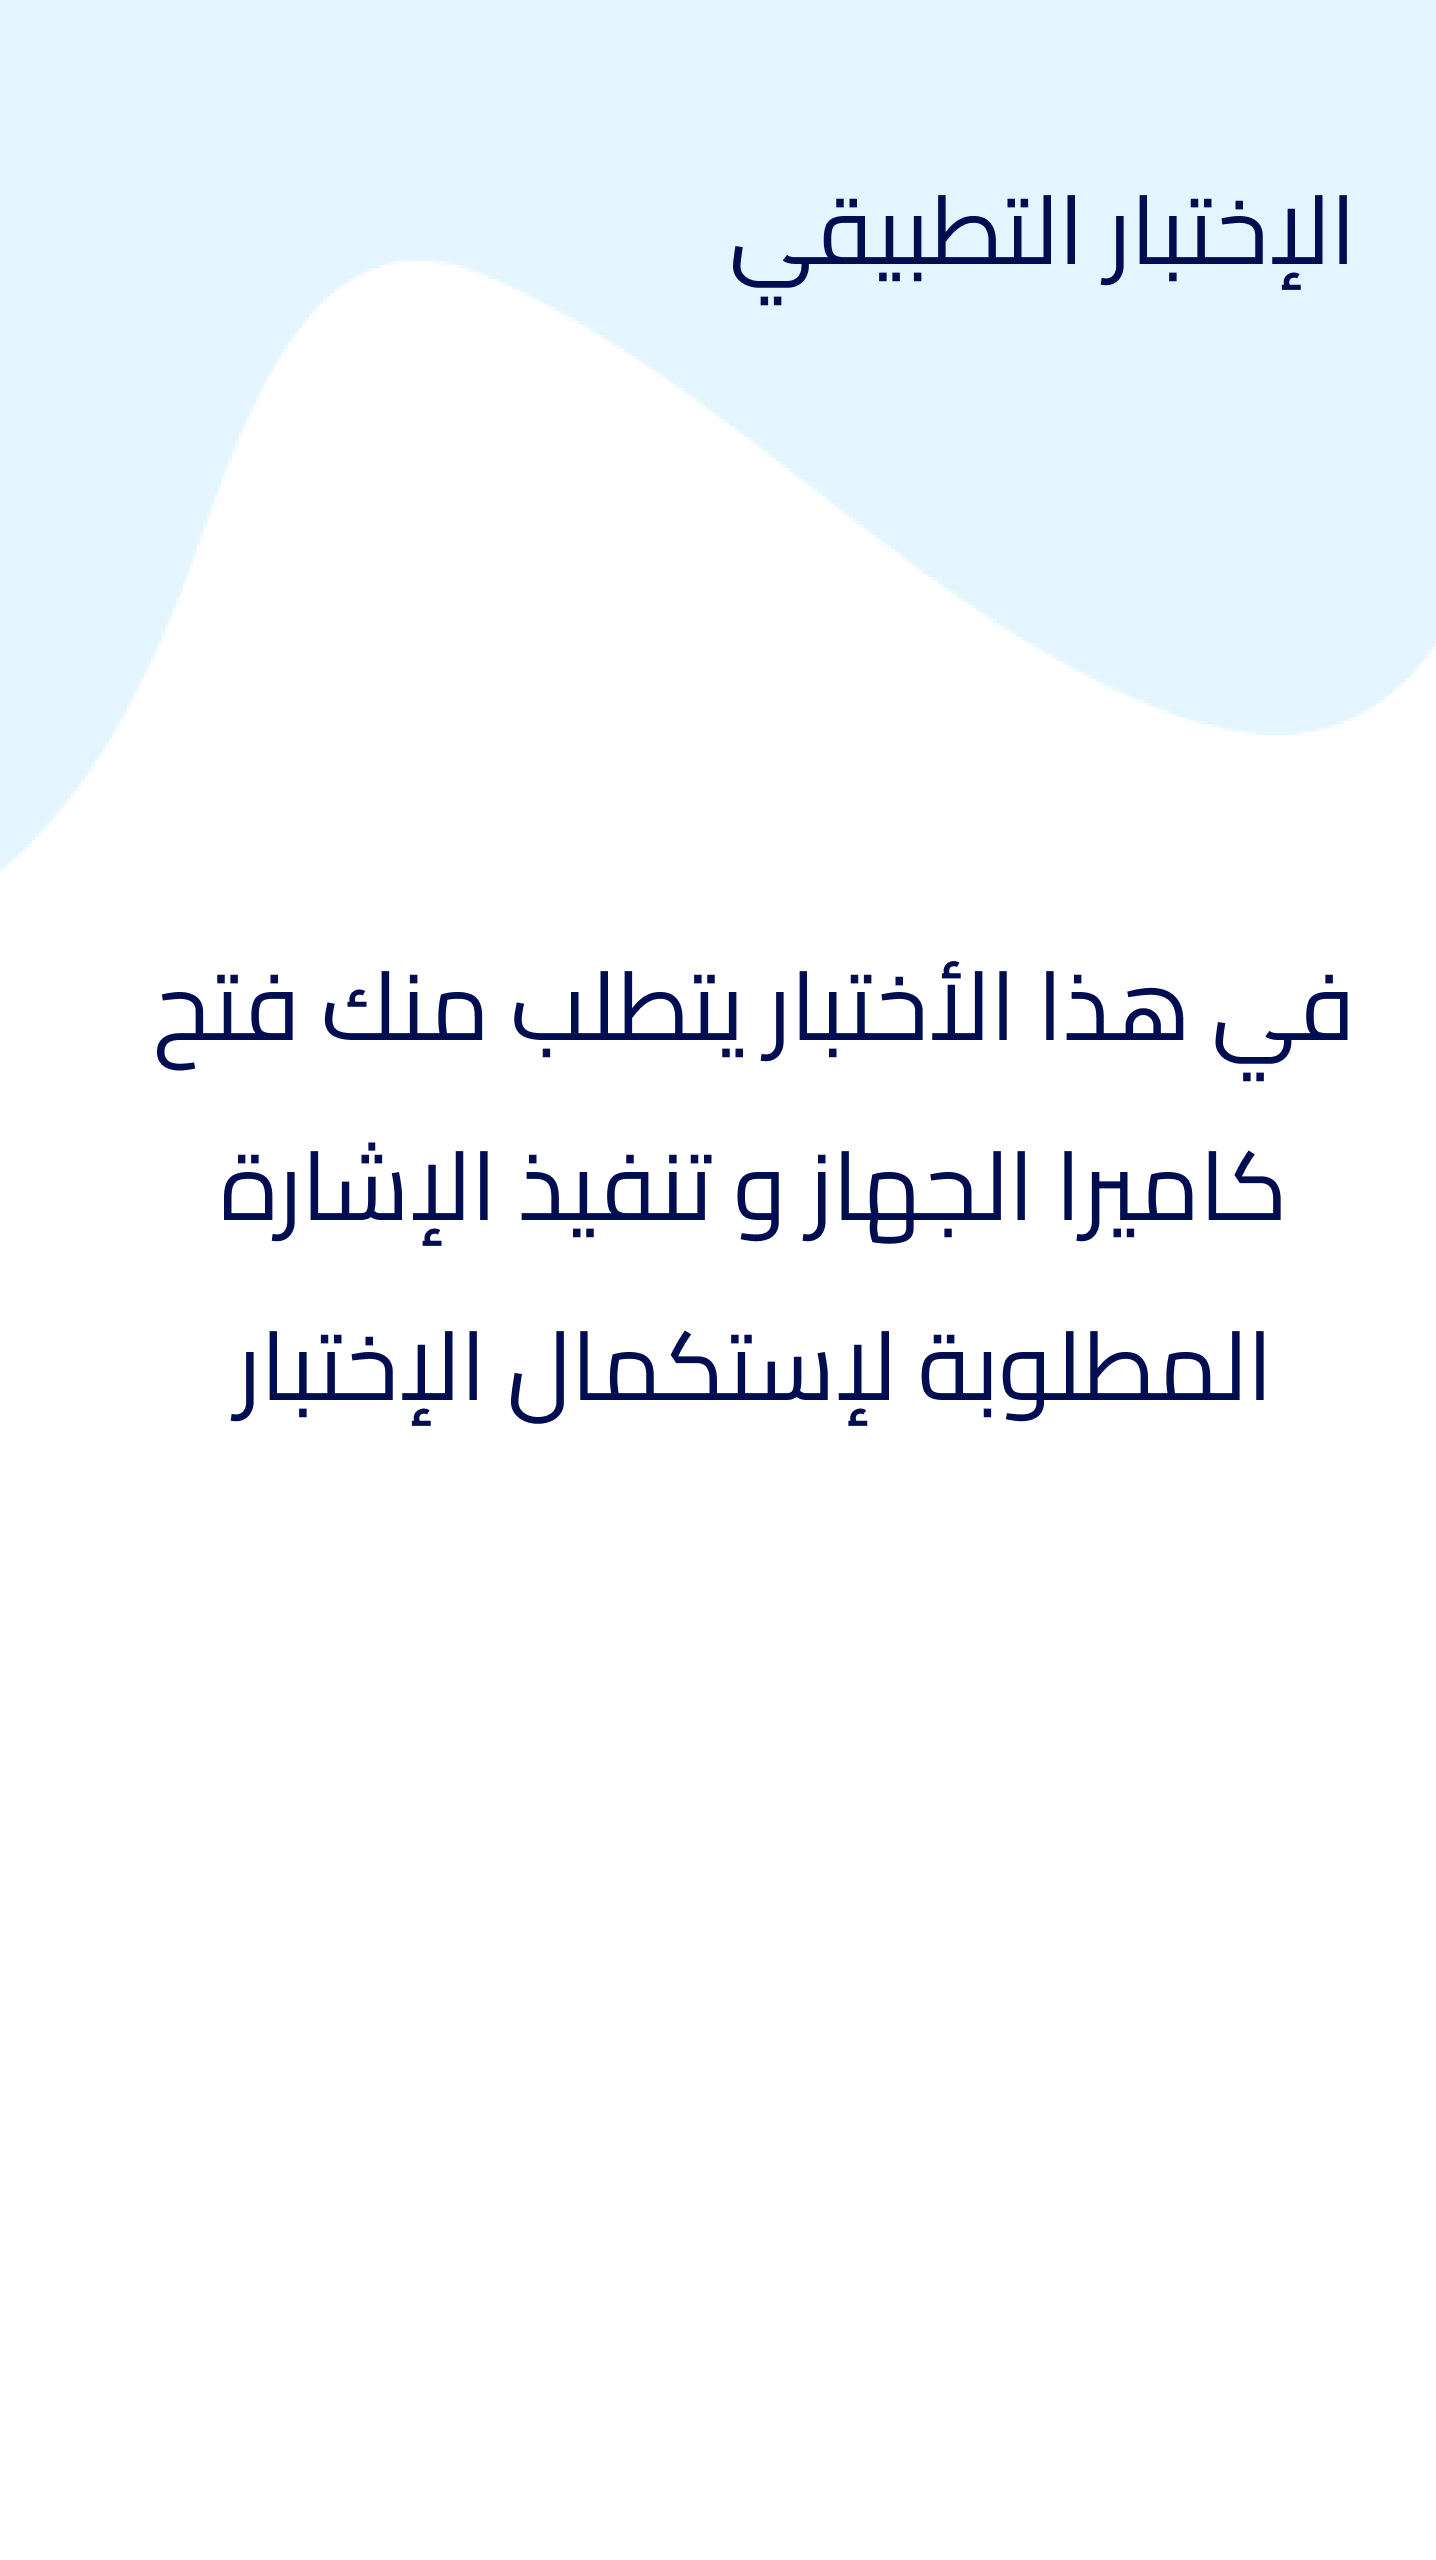 الإختبار التطبيقي
في هذا الأختبار يتطلب منك فتح
كاميرا الجهاز و تنفيذ الإشارة
المطلوبة لإستكمال الإختبار